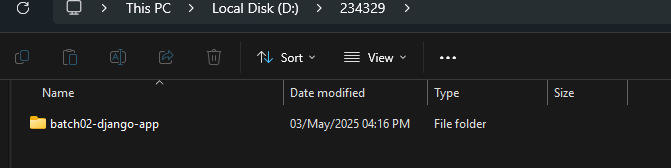 This PC > Local Disk (D:) > 234329 >
Sort View
Name Date modified Type Size
batch02-django-app 03/May/2025 04:16 PM File folder